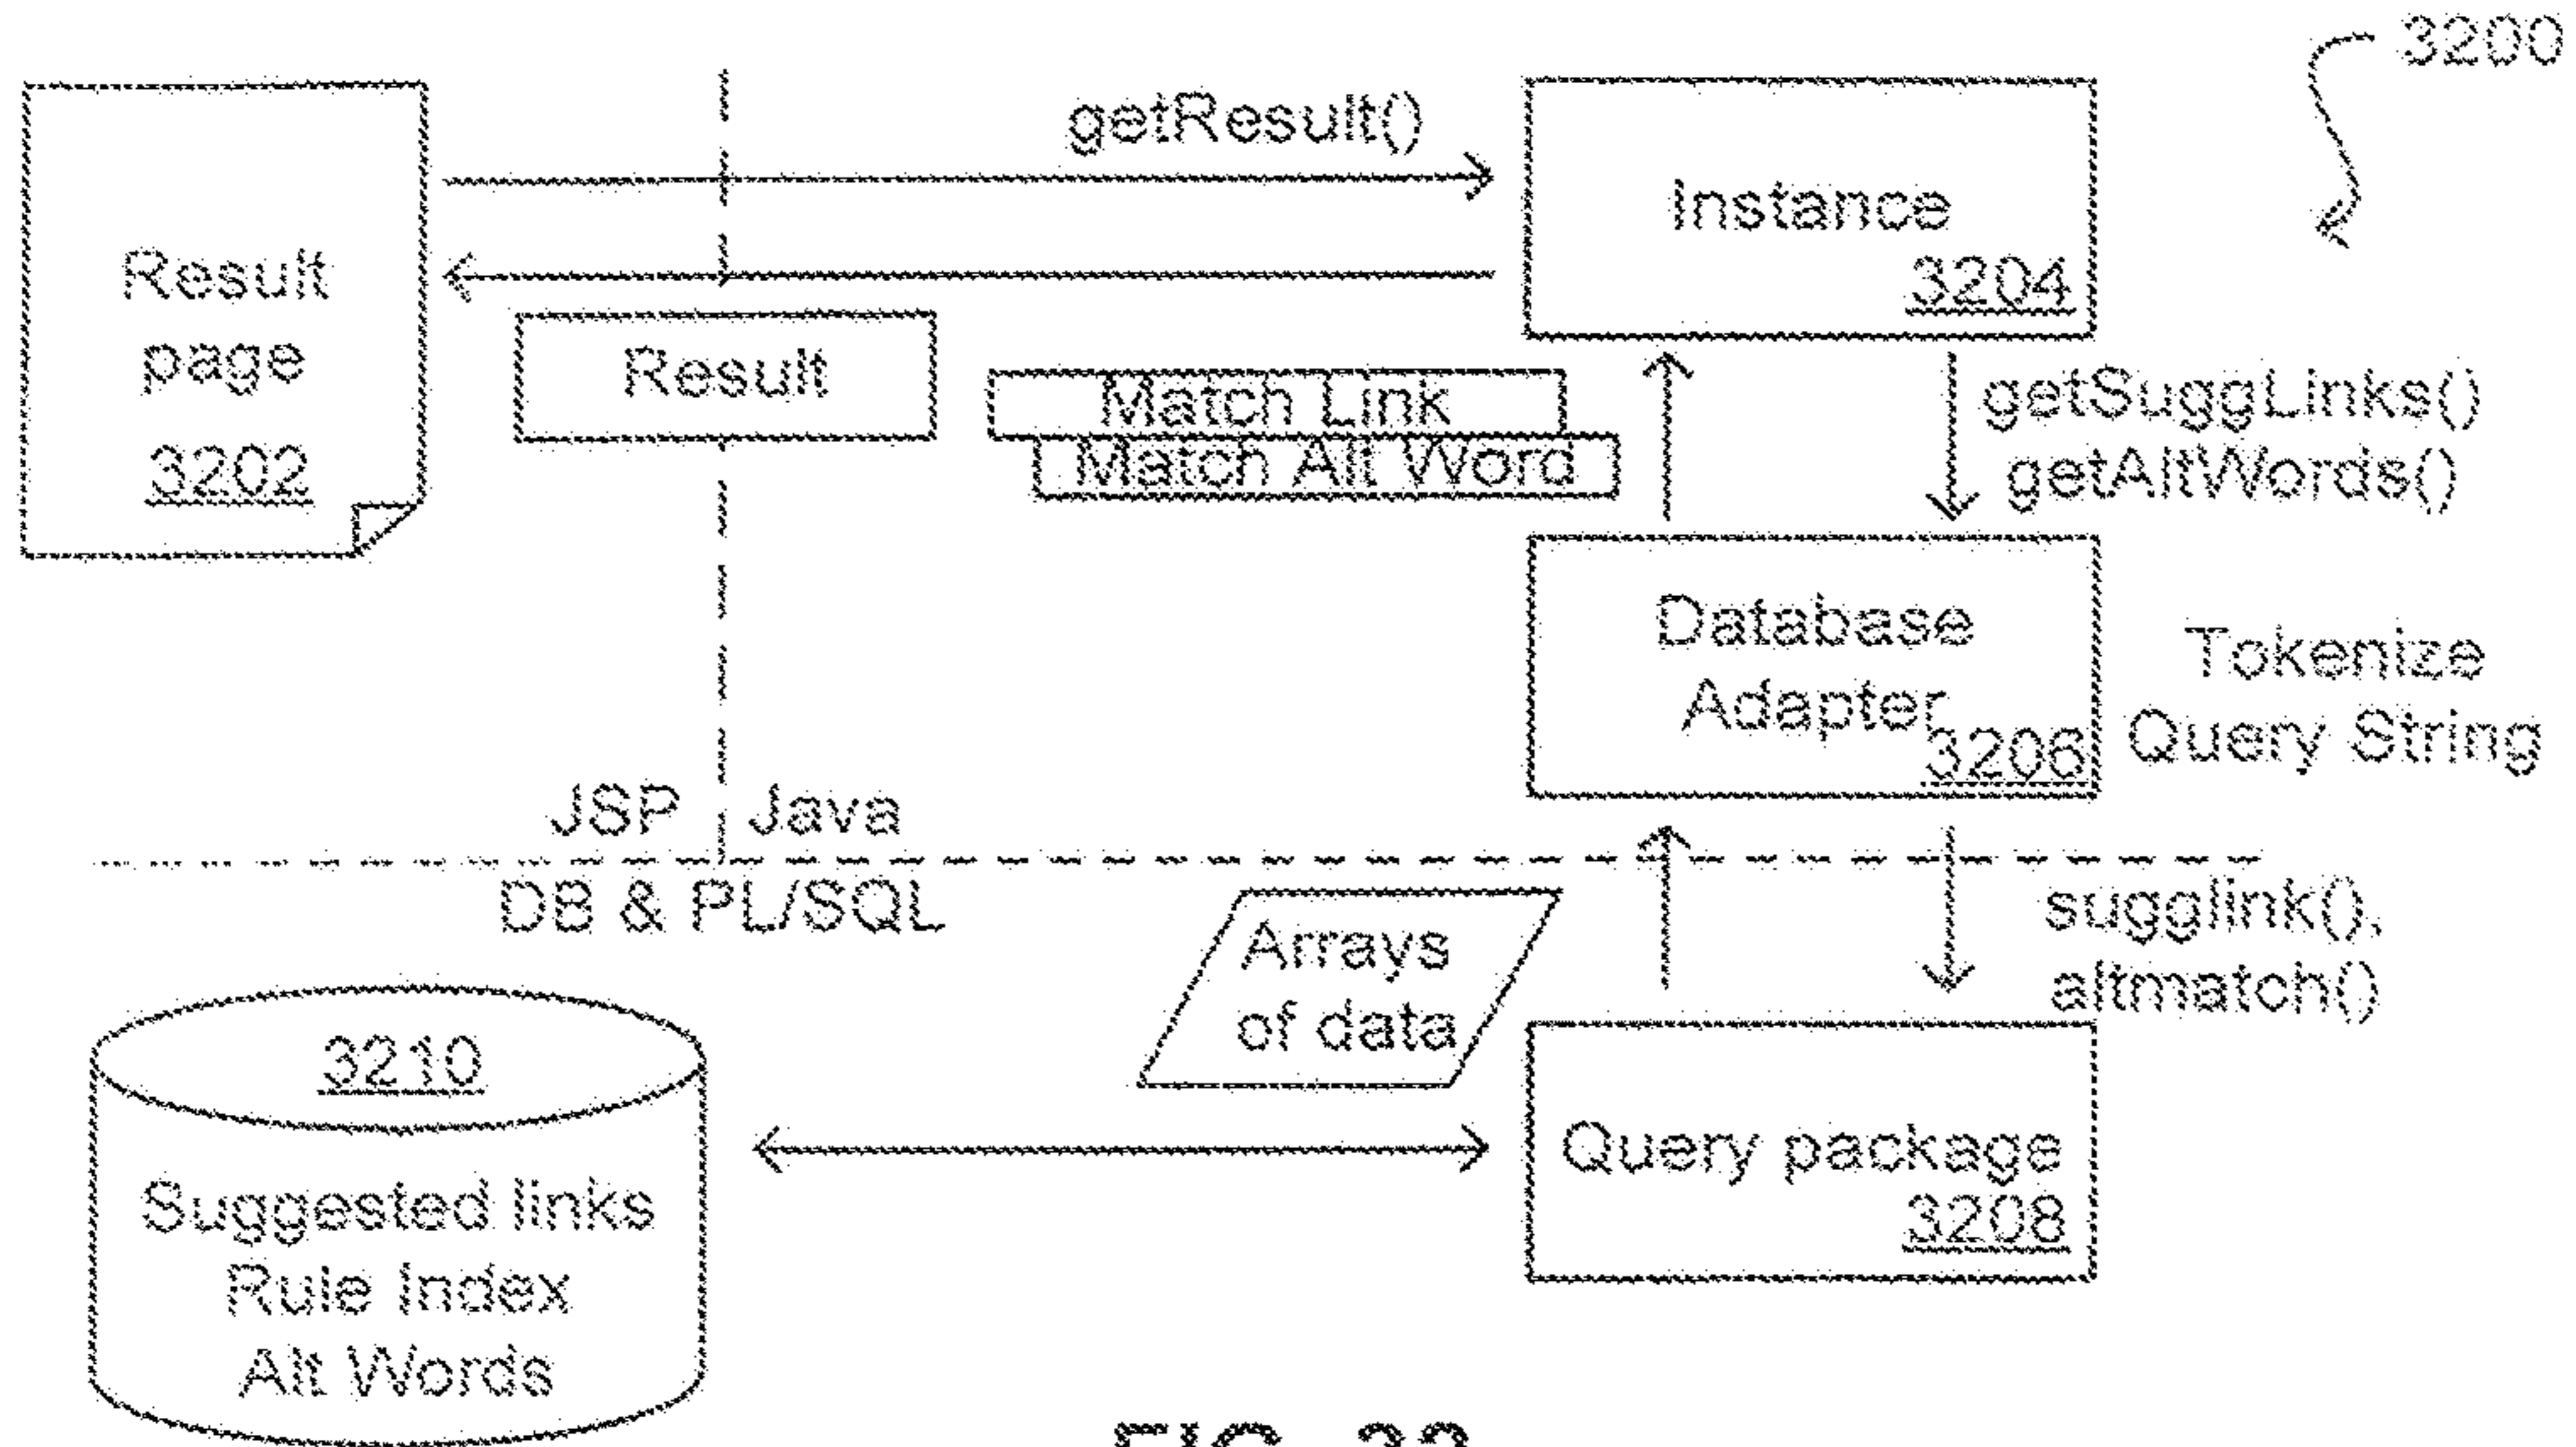 3200
getResult()
Result
page
3202
Instance
3204
Result
Match Link
Match Alt Word
getSuggLinks()
getAltWords()
Database
Adapter
3206
Tokenize
Query String
JSP
Java
DB & PL/SQL
sugglink(),
altmatch()
Arrays
of data
3210
Suggested links
Rule Index
Alt Words
Query package
3208